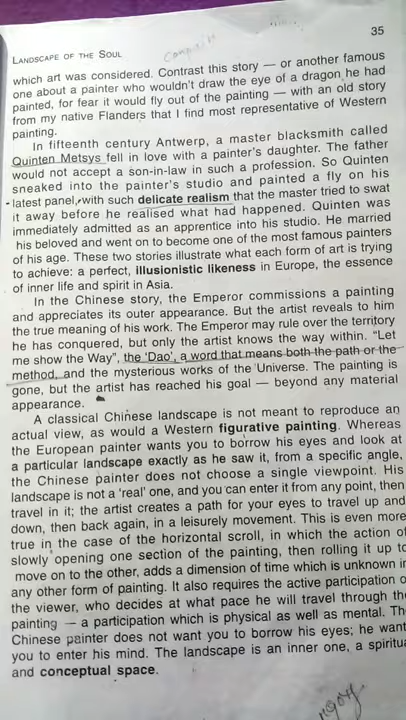 35
LANDSCAPE OF THE SOUL
which art was considered. Contrast this story — or another famous
one about a painter who wouldn't draw the eye of a dragon he had
painted, for fear it would fly out of the painting — with an old story
from my native Flanders that I find most representative of Western
painting.
In fifteenth century Antwerp, a master blacksmith called
Quinten Metsys fell in love with a painter's daughter. The father
would not accept a son-in-law in such a profession. So Quinten
sneaked into the painter's studio and painted a fly on his
latest panel, with such delicate realism that the master tried to swat
it away before he realised what had happened. Quinten was
immediately admitted as an apprentice into his studio. He married
his beloved and went on to become one of the most famous painters
of his age. These two stories illustrate what each form of art is trying
to achieve: a perfect, illusionistic likeness in Europe, the essence
of inner life and spirit in Asia.
In the Chinese story, the Emperor commissions a painting
and appreciates its outer appearance. But the artist reveals to him
the true meaning of his work. The Emperor may rule over the territory
he has conquered, but only the artist knows the way within. "Let
me show the Way", the 'Dao', a word that means both the path or the
method, and the mysterious works of the Universe. The painting is
gone, but the artist has reached his goal — beyond any material
appearance.
A classical Chinese landscape is not meant to reproduce an
actual view, as would a Western figurative painting. Whereas
the European painter wants you to borrow his eyes and look at
a particular landscape exactly as he saw it, from a specific angle,
the Chinese painter does not choose a single viewpoint. His
landscape is not a 'real' one, and you can enter it from any point, then
travel in it; the artist creates a path for your eyes to travel up and
down, then back again, in a leisurely movement. This is even more
true in the case of the horizontal scroll, in which the action of
slowly opening one section of the painting, then rolling it up to
move on to the other, adds a dimension of time which is unknown in
any other form of painting. It also requires the active participation o
the viewer, who decides at what pace he will travel through the
painting — a participation which is physical as well as mental. Th
Chinese painter does not want you to borrow his eyes; he want
you to enter his mind. The landscape is an inner one, a spiritua
and conceptual space.